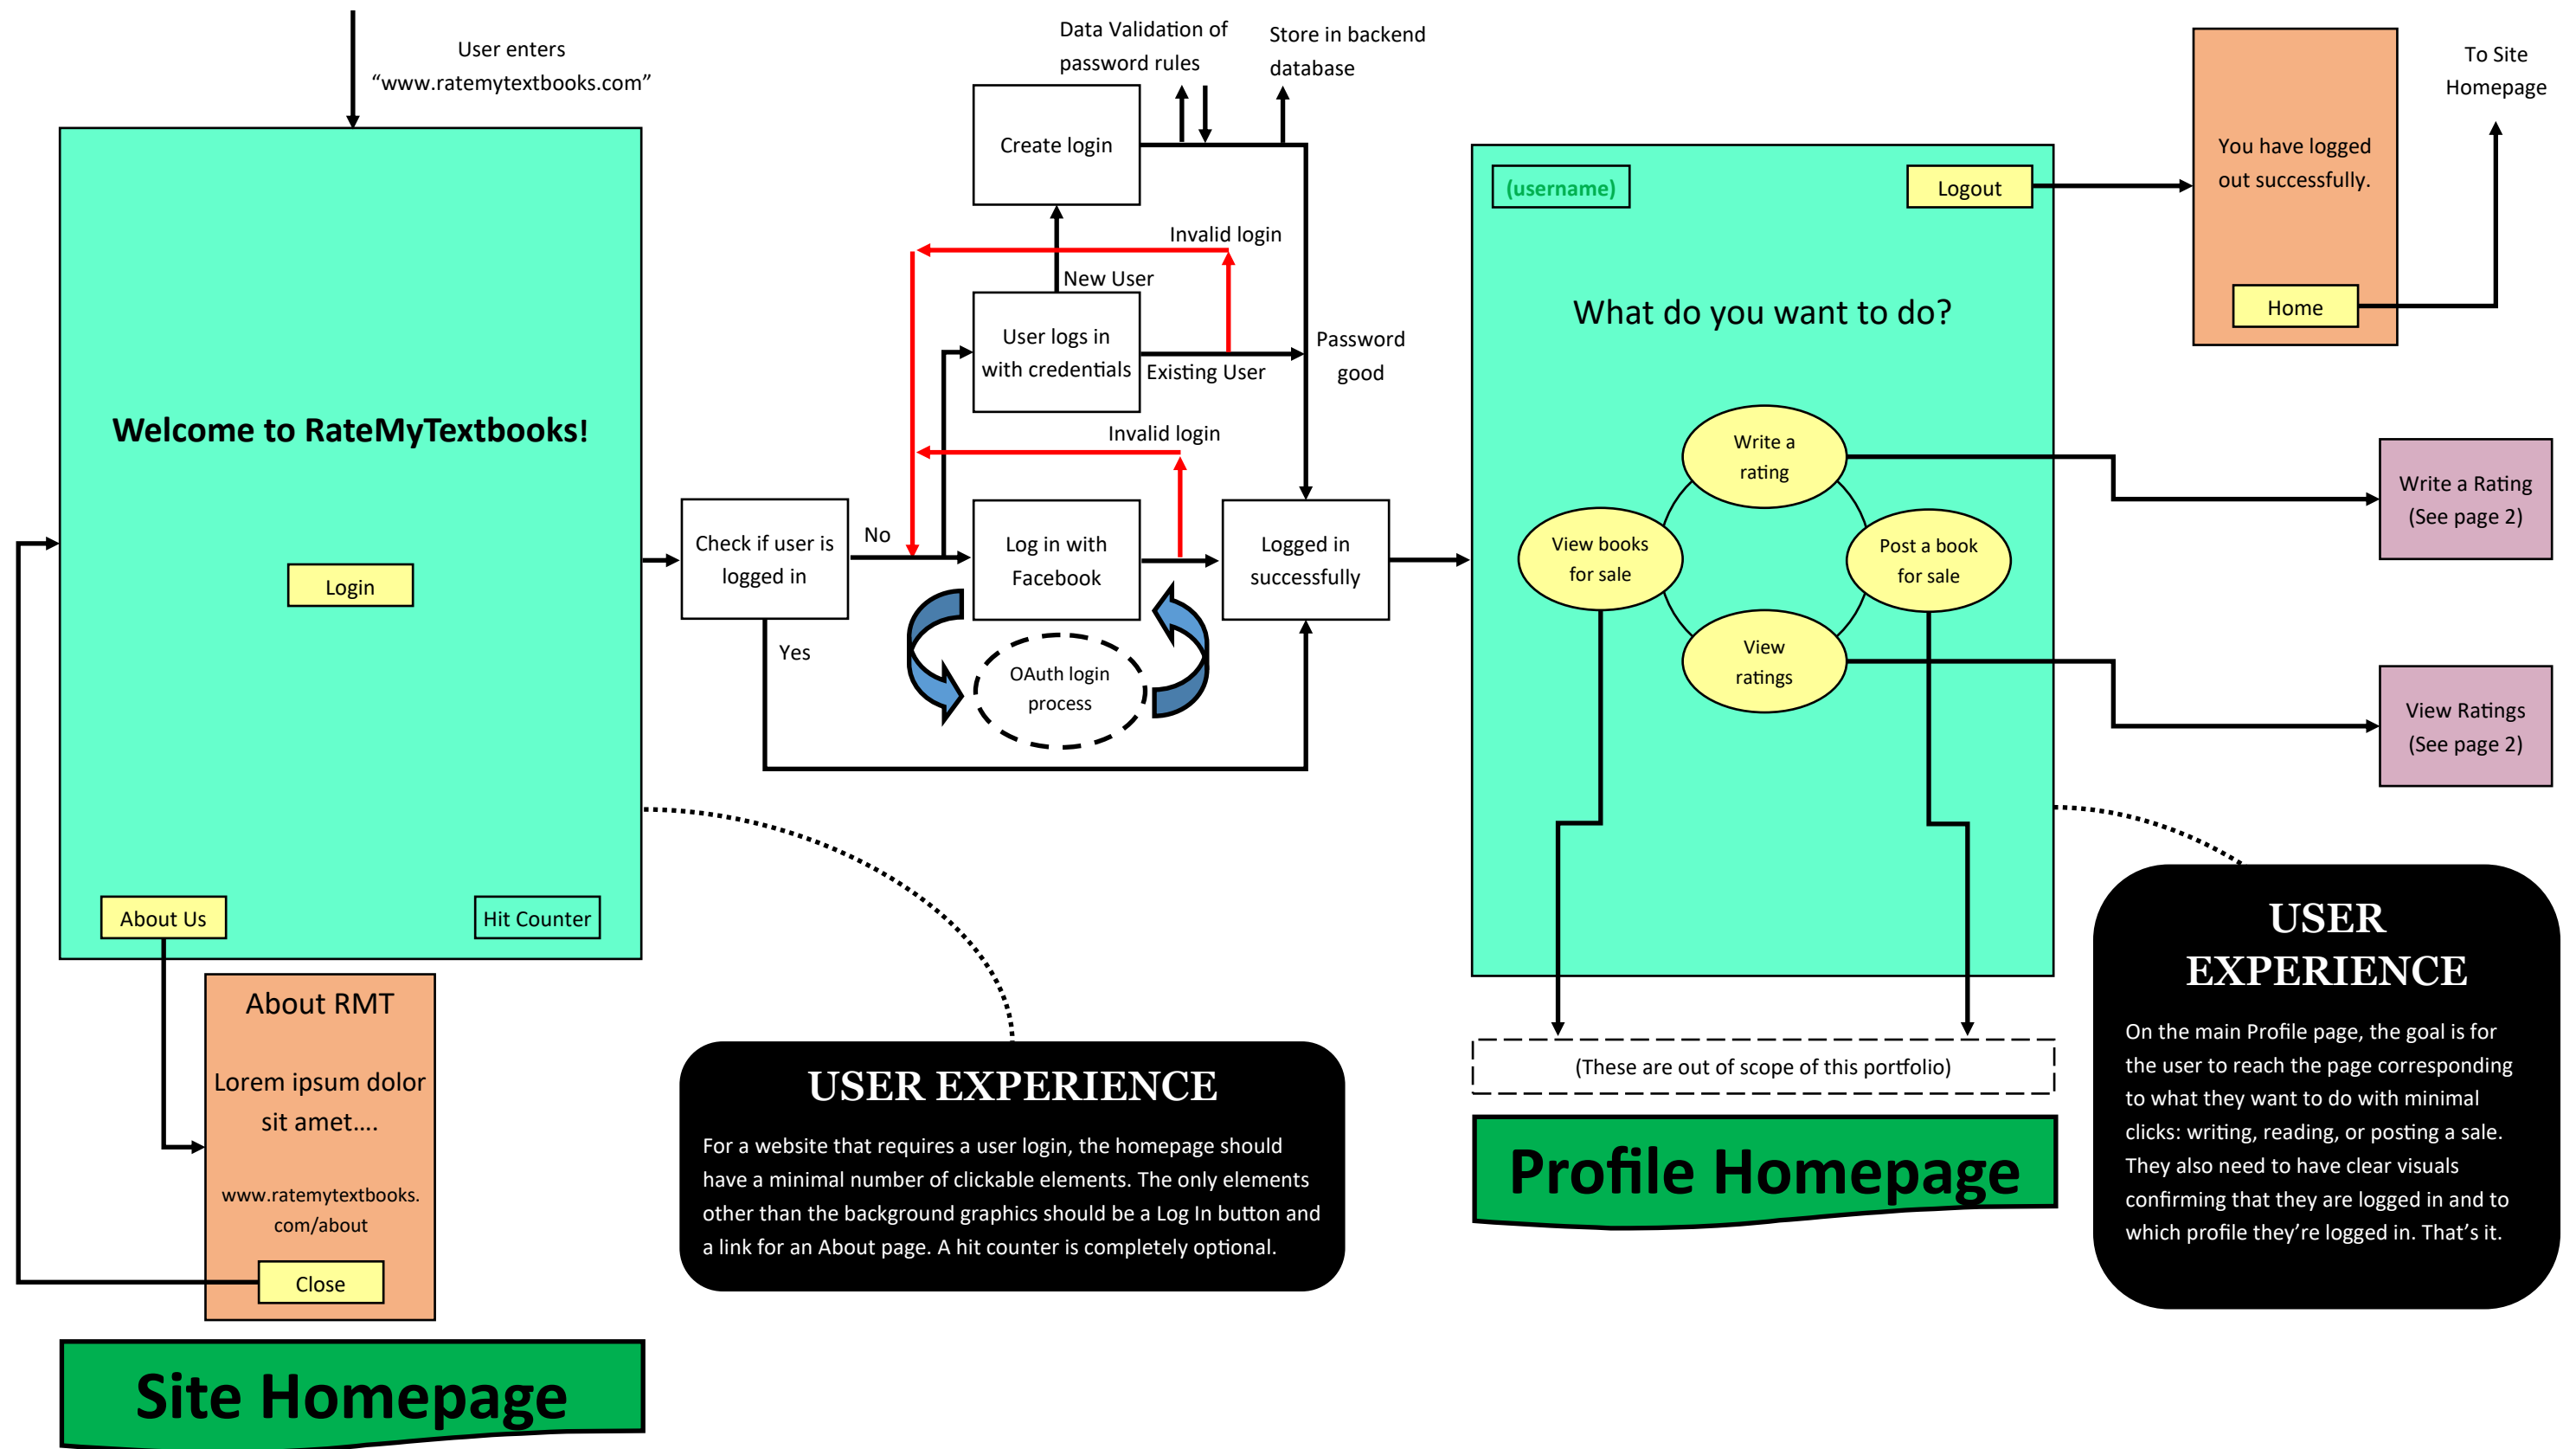 User enters
“www.ratemytextbooks.com”
Welcome to RateMyTextbooks!
Login
About Us
Hit Counter
About RMT
Lorem ipsum dolor
sit amet….
www.ratemytextbooks.
com/about
Close
Site Homepage
Check if user is
logged in
No
Yes
Data Validation of
password rules
Store in backend
database
Create login
Invalid login
New User
User logs in
with credentials
Existing User
Password
good
Invalid login
Log in with
Facebook
OAuth login
process
Logged in
successfully
USER EXPERIENCE
For a website that requires a user login, the homepage should
have a minimal number of clickable elements. The only elements
other than the background graphics should be a Log In button and
a link for an About page. A hit counter is completely optional.
(username)
Logout
What do you want to do?
Write a
rating
View books
for sale
Post a book
for sale
View
ratings
(These are out of scope of this portfolio)
Profile Homepage
You have logged
out successfully.
Home
To Site
Homepage
Write a Rating
(See page 2)
View Ratings
(See page 2)
USER
EXPERIENCE
On the main Profile page, the goal is for
the user to reach the page corresponding
to what they want to do with minimal
clicks: writing, reading, or posting a sale.
They also need to have clear visuals
confirming that they are logged in and to
which profile they’re logged in. That’s it.